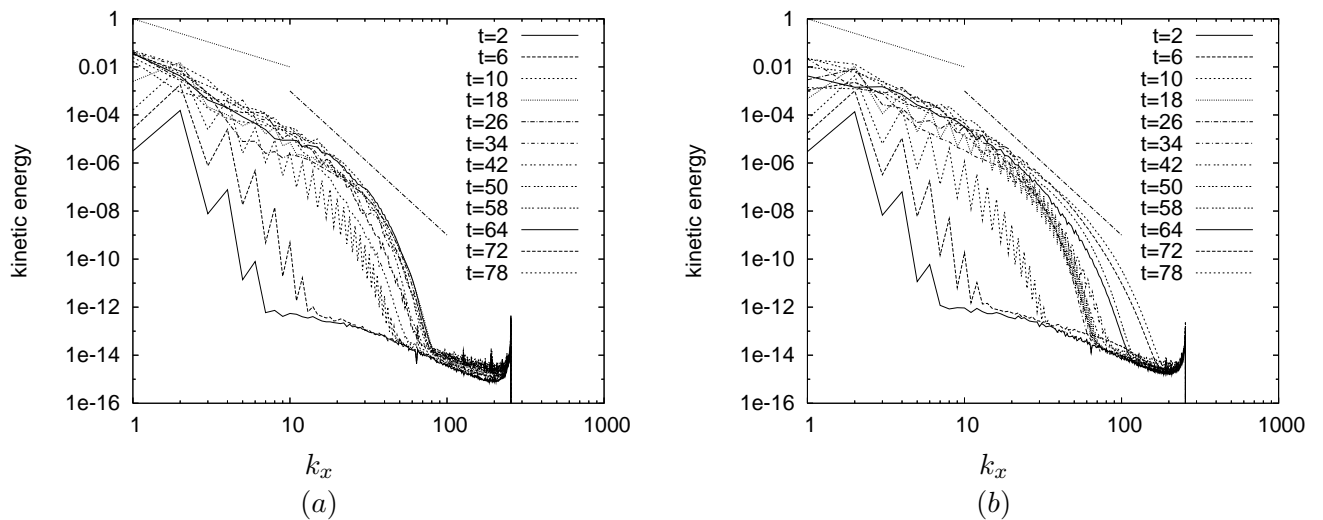 kinetic energy
1
0.01
1e-04
1e-06
1e-08
1e-10
1e-12
1e-14
1e-16
1 10 100 1000
t=2
t=6
t=10
t=18
t=26
t=34
t=42
t=50
t=58
t=64
t=72
t=78
k_x
(a)
kinetic energy
1
0.01
1e-04
1e-06
1e-08
1e-10
1e-12
1e-14
1e-16
1 10 100 1000
t=2
t=6
t=10
t=18
t=26
t=34
t=42
t=50
t=58
t=64
t=72
t=78
k_x
(b)